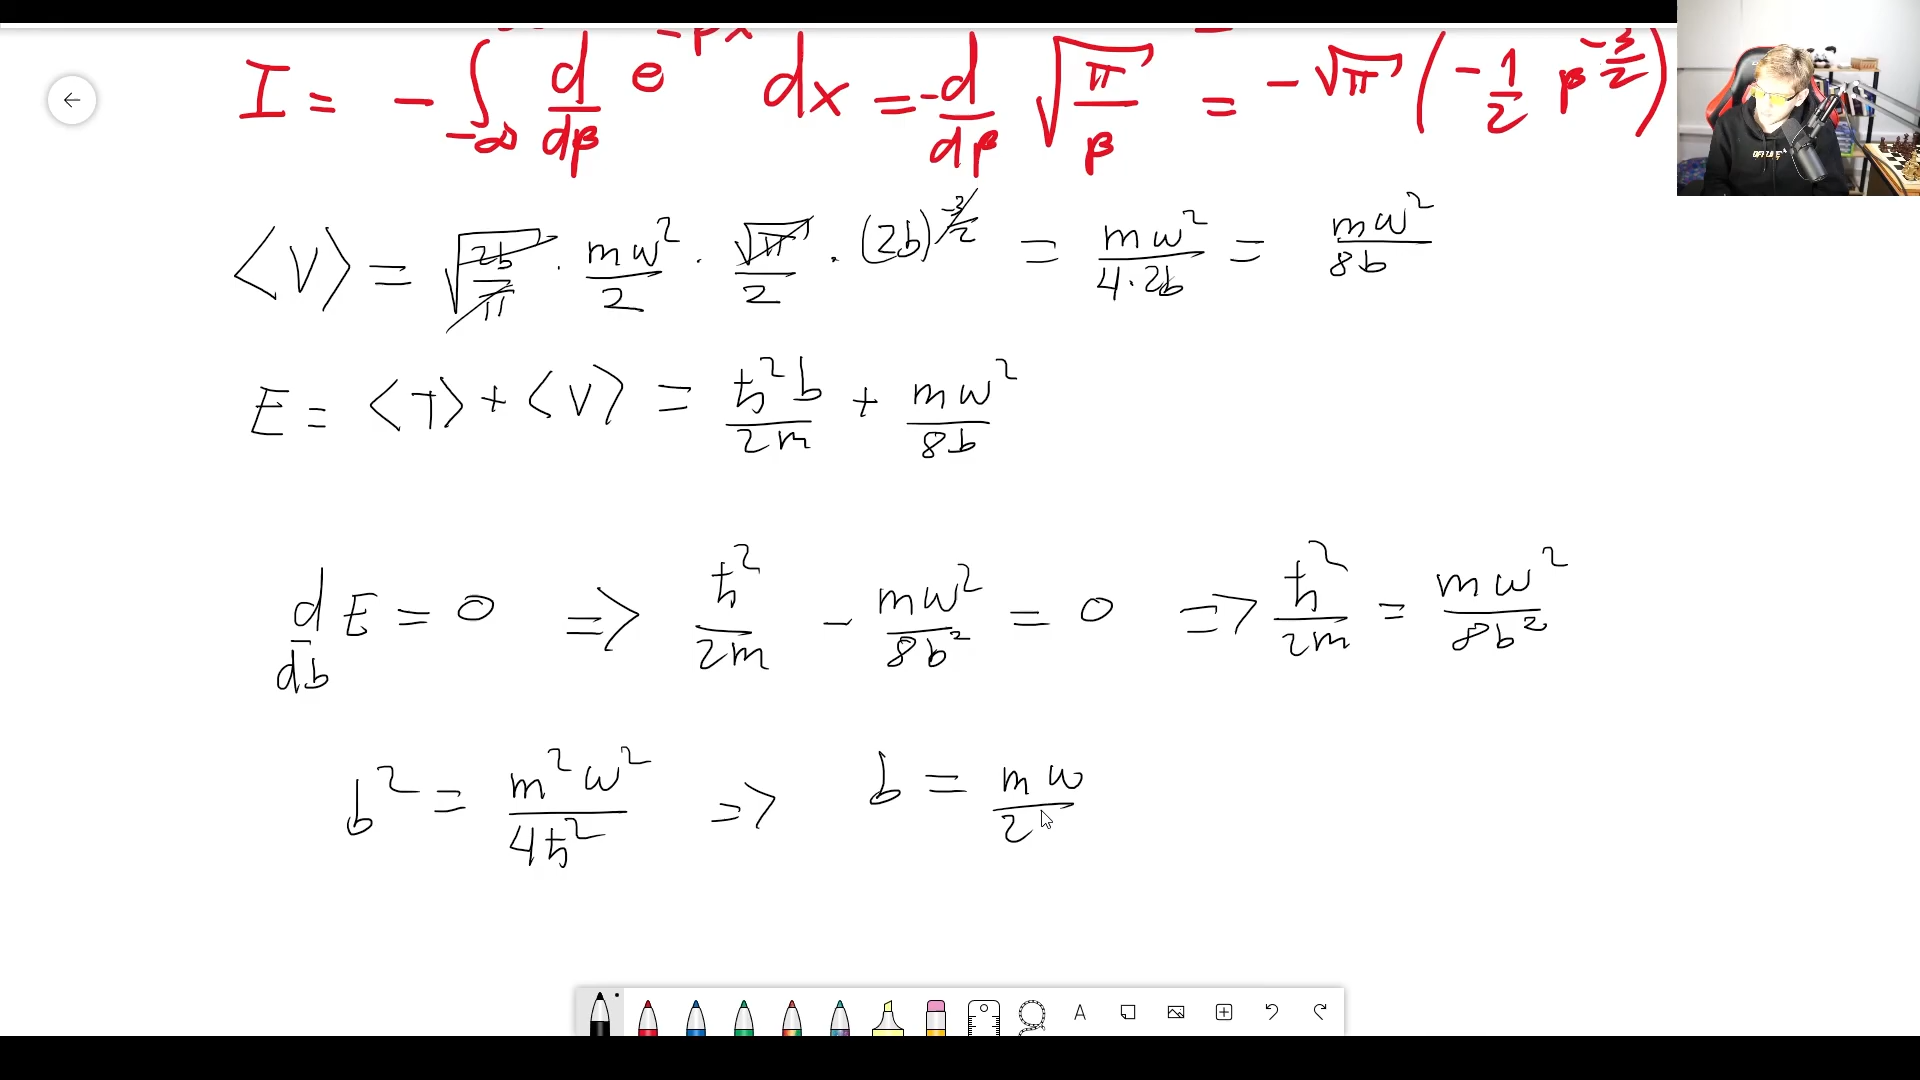 I = - ∫_{-∞} d/dβ e^{-βx} dx = -d/dβ √(π/β) = -√π (-1/2 β^{-3/2})
⟨V⟩ = √(2b/π) · mω²/2 · √π/2 · (2b)^{-3/2} = mω²/4·2b = mω²/8b
E = ⟨T⟩ + ⟨V⟩ = ħ²b/2m + mω²/8b
d/db E = 0 => ħ²/2m - mω²/8b² = 0 => ħ²/2m = mω²/8b²
b² = m²ω²/4ħ² => b = mω/2